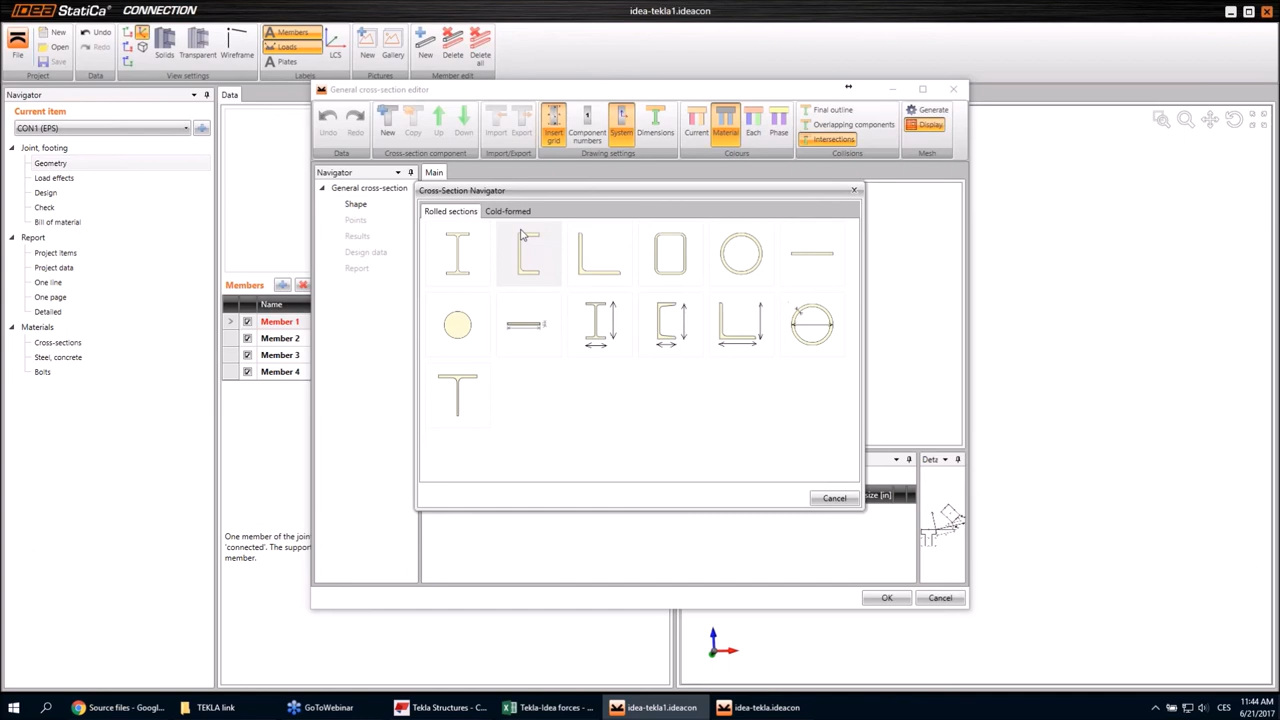 IDEA StatiCa® CONNECTION
idea-tekla1.ideacon
File
New
Open
Save
Project
Undo
Redo
Data
Solids
Transparent
Wireframe
View settings
Members
Loads
Plates
LCS
Labels
New
Gallery
Pictures
New
Delete
Delete all
Member edit
Navigator
Current item
CON1 (EPS)
Joint, footing
Geometry
Load effects
Design
Check
Bill of material
Report
Project items
Project data
One line
One page
Detailed
Materials
Cross-sections
Steel, concrete
Bolts
Data
Members
Name
Member 1
Member 2
Member 3
Member 4
One member of the joi
'connected'. The suppor
member.
General cross-section editor
Undo
Redo
Data
New
Copy
Up
Down
Cross-section component
Import
Export
Import/Export
Insert grid
Component numbers
System
Dimensions
Drawing settings
Current
Material
Each
Phase
Colours
Final outline
Overlapping components
Intersections
Collisions
Generate
Display
Mesh
Navigator
General cross-section
Shape
Points
Results
Design data
Report
Main
Cross-Section Navigator
Rolled sections
Cold-formed
Cancel
size [in]
OK
Cancel
Source files - Googl...
TEKLA link
GoToWebinar
Tekla Structures - C...
Tekla-Idea forces - ...
idea-tekla1.ideacon
idea-tekla1.ideacon
CES
11:44 AM
6/21/2017